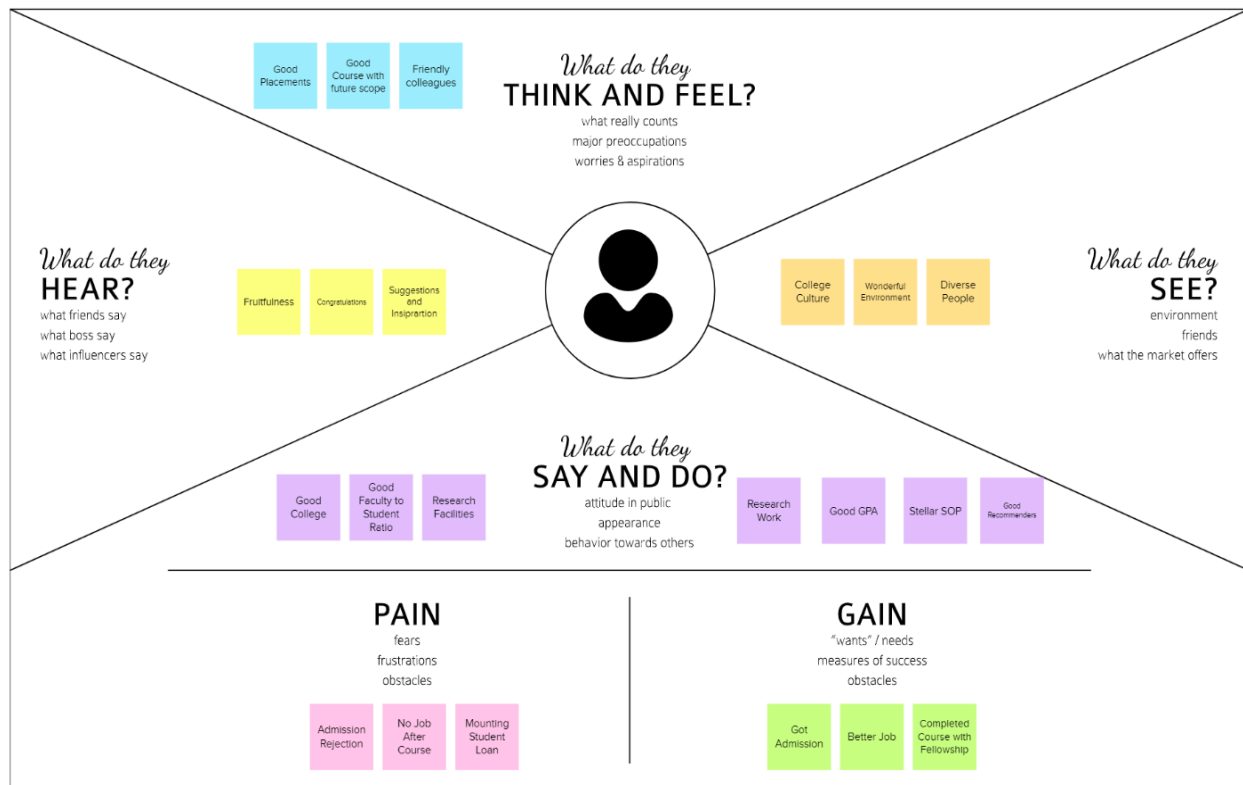 Good
Placements
Good
Course with
future scope
Friendly
colleagues
What do they
THINK AND FEEL?
what really counts
major preoccupations
worries & aspirations
What do they
HEAR?
what friends say
what boss say
what influencers say
Fruitfulness
Congratulations
Suggestions
and
Insiprartion
College
Culture
Wonderful
Environment
Diverse
People
What do they
SEE?
environment
friends
what the market offers
What do they
SAY AND DO?
attitude in public
appearance
behavior towards others
Good
College
Good
Faculty to
Student
Ratio
Research
Facilities
Research
Work
Good GPA
Stellar SOP
Good
Recommenders
PAIN
fears
frustrations
obstacles
Admission
Rejection
No Job
After
Course
Mounting
Student
Loan
GAIN
"wants" / needs
measures of success
obstacles
Got
Admission
Better Job
Completed
Course with
Fellowship